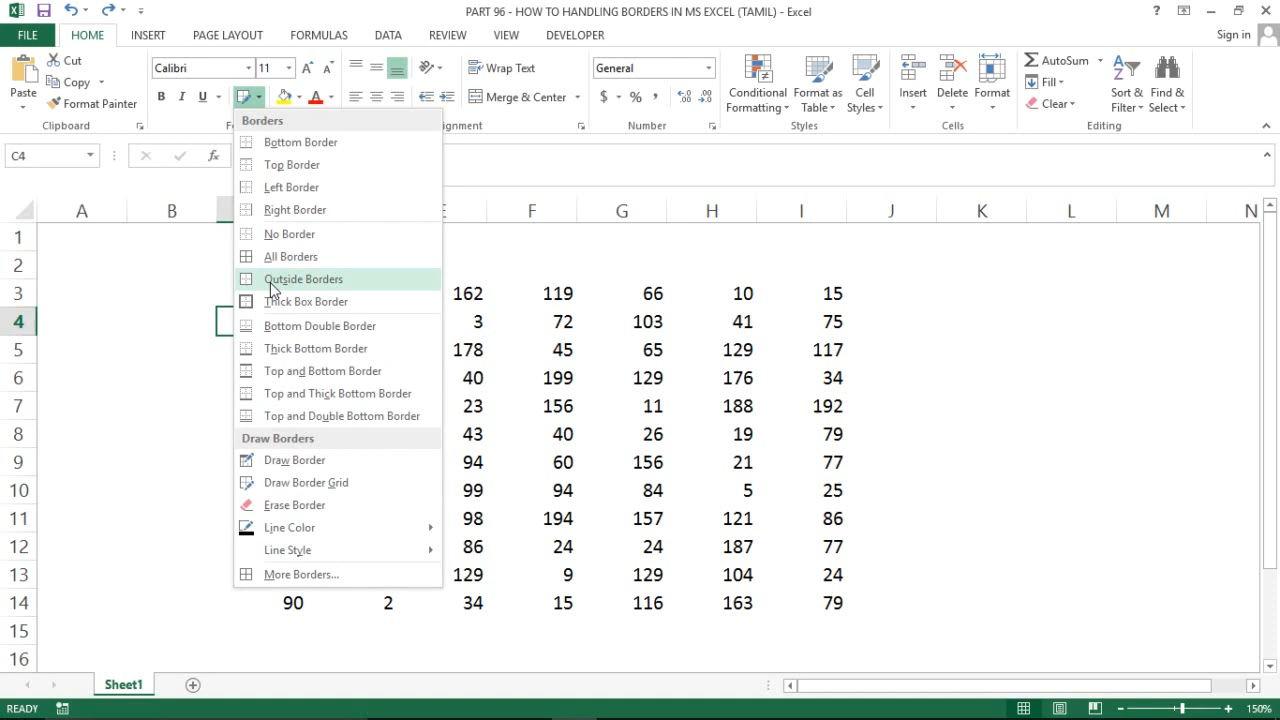 PART 96 - HOW TO HANDLING BORDERS IN MS EXCEL (TAMIL) - Excel
FILE HOME INSERT PAGE LAYOUT FORMULAS DATA REVIEW VIEW DEVELOPER Sign in
Paste
Cut
Copy
Format Painter
Clipboard
Calibri 11
B I U
Wrap Text
Merge & Center
General
$ % ,
Number
Conditional Formatting
Format as Table
Cell Styles
Styles
Insert Delete Format
Cells
AutoSum
Fill
Clear
Sort & Filter
Find & Select
Editing
C4
fx
Borders
Bottom Border
Top Border
Left Border
Right Border
No Border
All Borders
Outside Borders
Thick Box Border
Bottom Double Border
Thick Bottom Border
Top and Bottom Border
Top and Thick Bottom Border
Top and Double Bottom Border
Draw Borders
Draw Border
Draw Border Grid
Erase Border
Line Color
Line Style
More Borders...
A B F G H I J K L M N
1
2
3 162 119 66 10 15
4 3 72 103 41 75
5 178 45 65 129 117
6 40 199 129 176 34
7 23 156 11 188 192
8 43 40 26 19 79
9 94 60 156 21 77
10 99 94 84 5 25
11 98 194 157 121 86
12 86 24 24 187 77
13 129 9 129 104 24
14 90 2 34 15 116 163 79
15
16
Sheet1
READY 150%